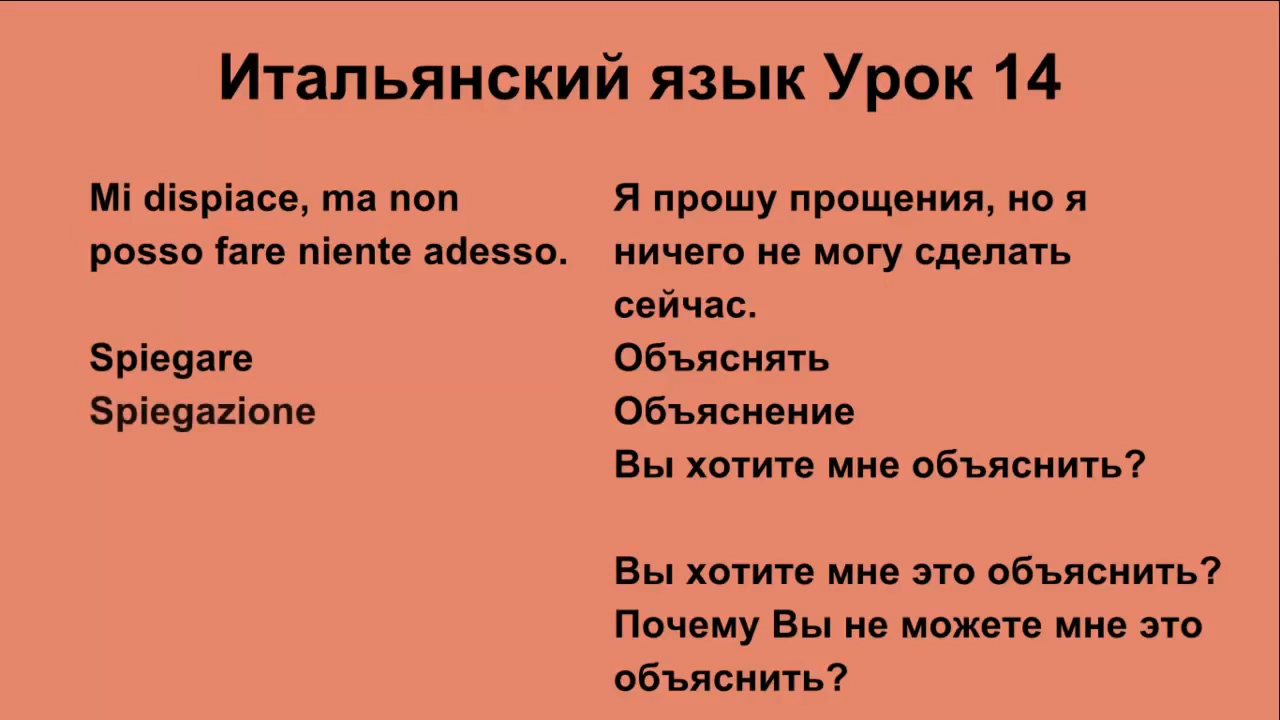 Итальянский язык Урок 14
Mi dispiace, ma non
posso fare niente adesso.
Я прошу прощения, но я
ничего не могу сделать
сейчас.
Spiegare
Объяснять
Spiegazione
Объяснение
Вы хотите мне объяснить?
Вы хотите мне это объяснить?
Почему Вы не можете мне это
объяснить?